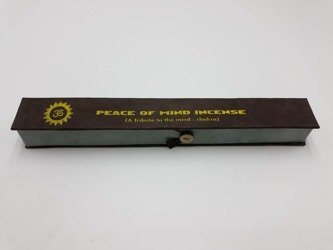 ॐ
PEACE OF MIND INCENSE
(A Tribute to the mind - chakra)